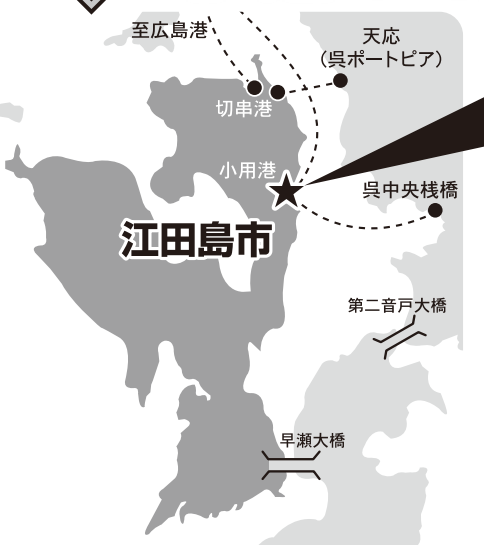 至広島港
天応
（呉ポートピア）
切串港
小用港
呉中央桟橋
江田島市
第二音戸大橋
早瀬大橋